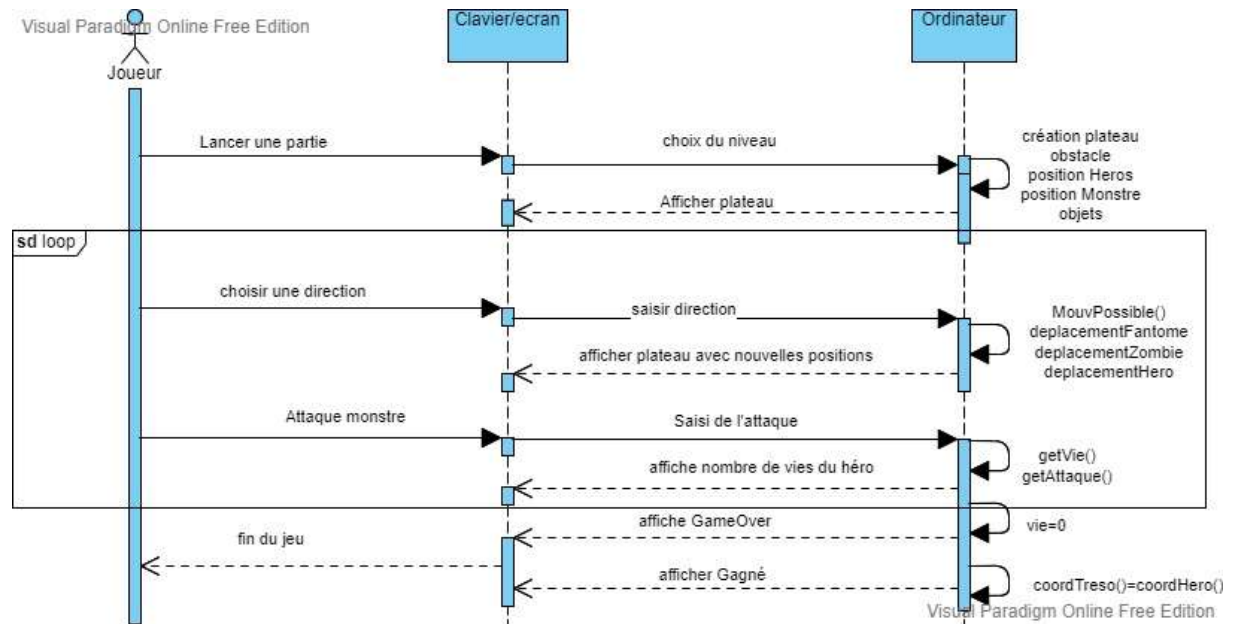 Visual Paradigm Online Free Edition
Clavier/ecran
Ordinateur
Joueur
Lancer une partie
choix du niveau
création plateau
obstacle
position Heros
position Monstre
objets
Afficher plateau
sd loop
choisir une direction
saisir direction
MouvPossible()
deplacementFantome
deplacementZombie
deplacementHero
afficher plateau avec nouvelles positions
Attaque monstre
Saisi de l'attaque
getVie()
getAttaque()
affiche nombre de vies du héro
affiche GameOver
vie=0
fin du jeu
afficher Gagné
coordTreso()=coordHero()
Visual Paradigm Online Free Edition